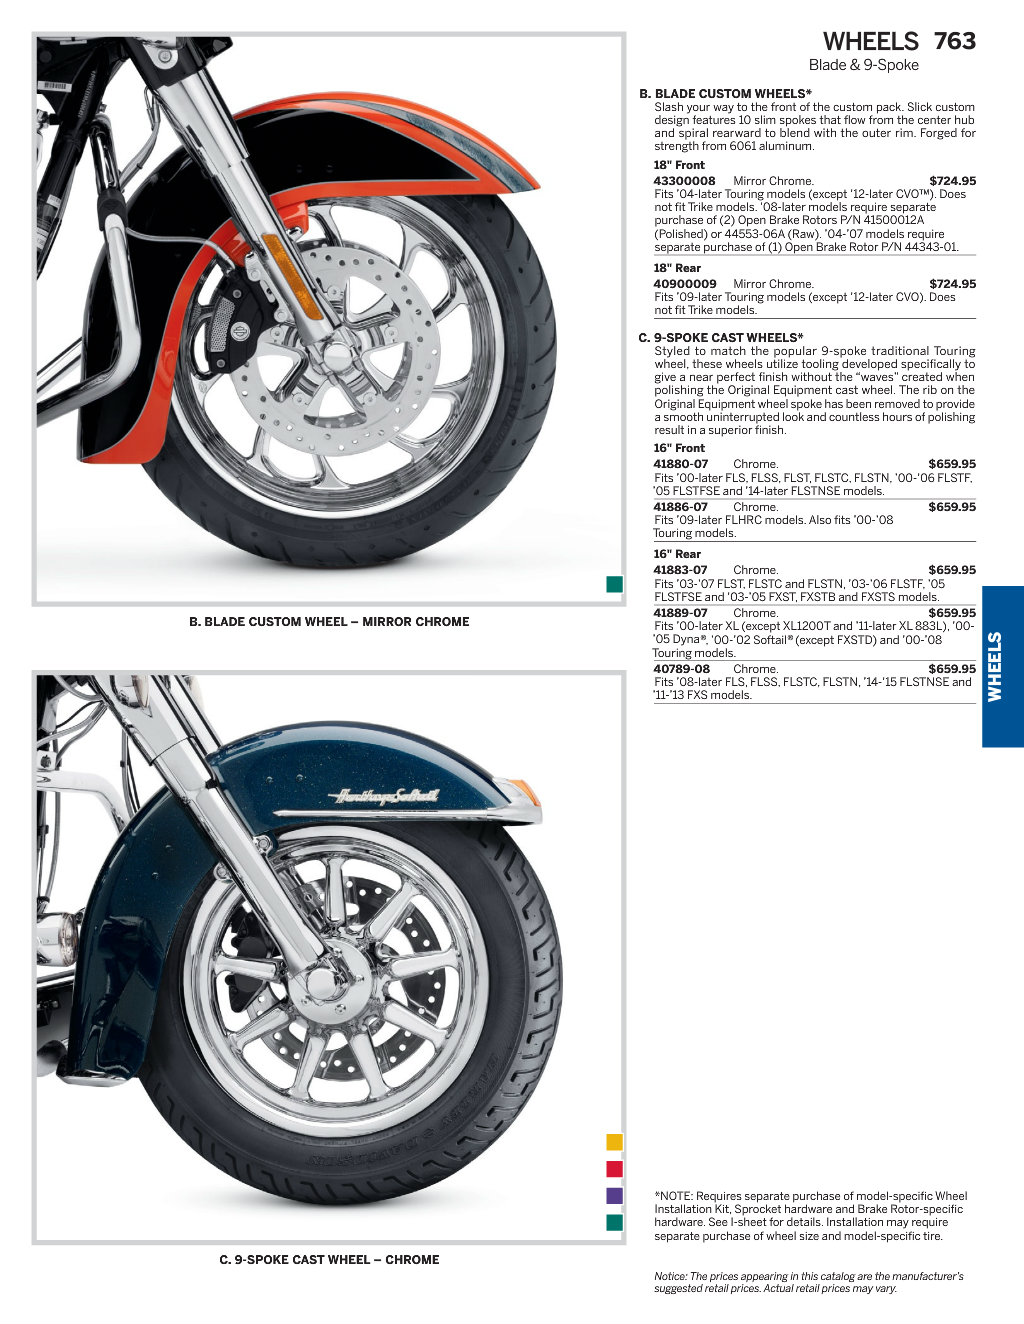 WHEELS 763
Blade & 9-Spoke
B. BLADE CUSTOM WHEELS*
Slash your way to the front of the custom pack. Slick custom
design features 10 slim spokes that flow from the center hub
and spiral rearward to blend with the outer rim. Forged for
strength from 6061 aluminum.
18" Front
43300008 Mirror Chrome. $724.95
Fits '04-later Touring models (except '12-later CVO™). Does
not fit Trike models. '08-later models require separate
purchase of (2) Open Brake Rotors P/N 41500012A
(Polished) or 44553-06A (Raw). '04-'07 models require
separate purchase of (1) Open Brake Rotor P/N 44343-01.
18" Rear
40900009 Mirror Chrome. $724.95
Fits '09-later Touring models (except '12-later CVO). Does
not fit Trike models.
C. 9-SPOKE CAST WHEELS*
Styled to match the popular 9-spoke traditional Touring
wheel, these wheels utilize tooling developed specifically to
give a near perfect finish without the “waves” created when
polishing the Original Equipment cast wheel. The rib on the
Original Equipment wheel spoke has been removed to provide
a smooth uninterrupted look and countless hours of polishing
result in a superior finish.
16" Front
41880-07 Chrome. $659.95
Fits '00-later FLS, FLSS, FLST, FLSTC, FLSTN, '00-'06 FLSTF,
'05 FLSTFSE and '14-later FLSTNSE models.
41886-07 Chrome. $659.95
Fits '09-later FLHRC models. Also fits '00-'08
Touring models.
16" Rear
41883-07 Chrome. $659.95
Fits '03-'07 FLST, FLSTC and FLSTN, '03-'06 FLSTF, '05
FLSTFSE and '03-'05 FXST, FXSTB and FXSTS models.
41889-07 Chrome. $659.95
Fits '00-later XL (except XL1200T and '11-later XL 883L), '00-
'05 Dyna®, '00-'02 Softail® (except FXSTD) and '00-'08
Touring models.
40789-08 Chrome. $659.95
Fits '08-later FLS, FLSS, FLSTC, FLSTN, '14-'15 FLSTNSE and
'11-'13 FXS models.
WHEELS
B. BLADE CUSTOM WHEEL – MIRROR CHROME
Heritage Softail
HARLEY-DAVIDSON
C. 9-SPOKE CAST WHEEL – CHROME
*NOTE: Requires separate purchase of model-specific Wheel
Installation Kit, Sprocket hardware and Brake Rotor-specific
hardware. See I-sheet for details. Installation may require
separate purchase of wheel size and model-specific tire.
Notice: The prices appearing in this catalog are the manufacturer's
suggested retail prices. Actual retail prices may vary.